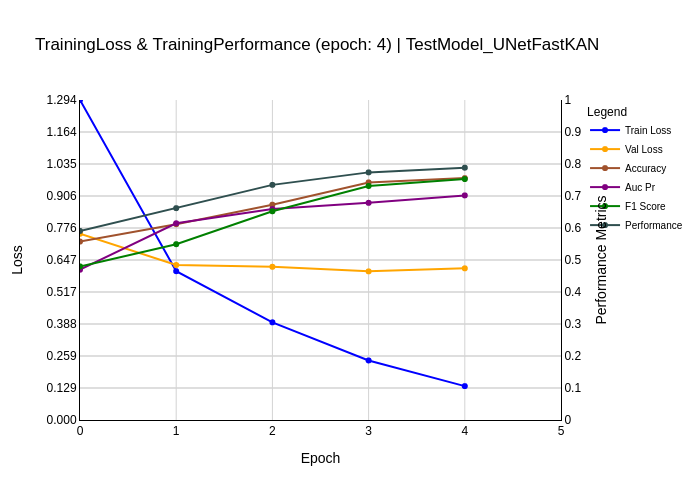 TrainingLoss & TrainingPerformance (epoch: 4) | TestModel_UNetFastKAN
1.294
1.164
1.035
0.906
0.776
0.647
0.517
0.388
0.259
0.129
0.000
Loss
0
1
2
3
4
5
Epoch
1
0.9
0.8
0.7
0.6
0.5
0.4
0.3
0.2
0.1
0
Performance Metrics
Legend
Train Loss
Val Loss
Accuracy
Auc Pr
F1 Score
Performance